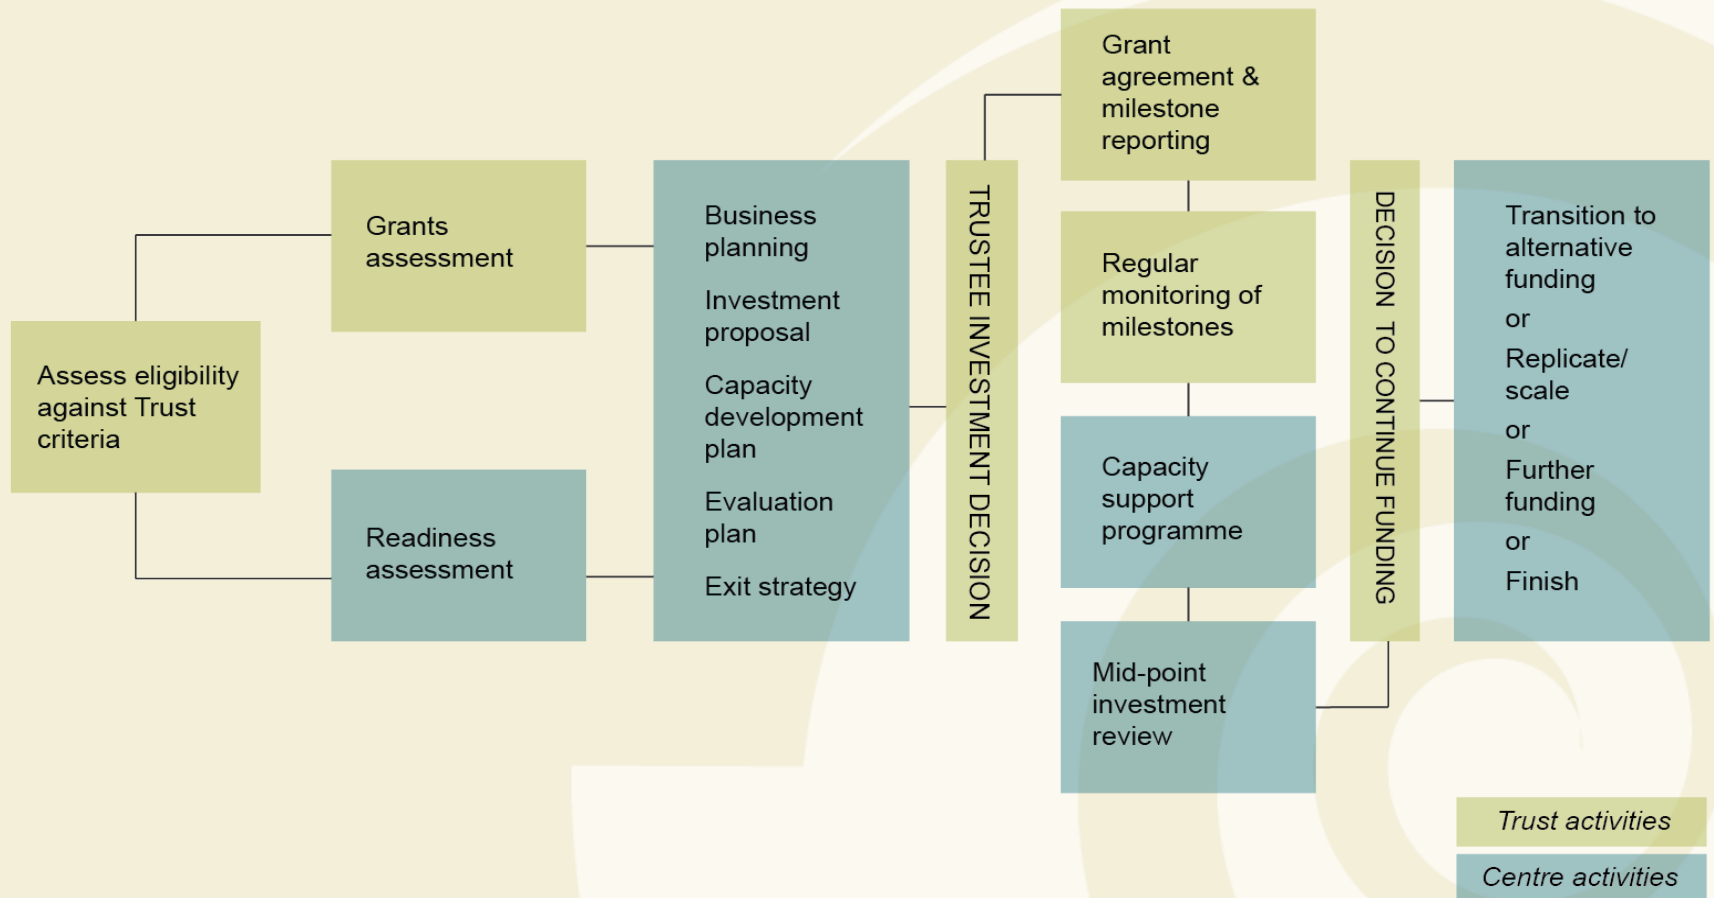 Assess eligibility
against Trust
criteria
Grants
assessment
Readiness
assessment
Business
planning
Investment
proposal
Capacity
development
plan
Evaluation
plan
Exit strategy
TRUSTEE INVESTMENT DECISION
Grant
agreement &
milestone
reporting
Regular
monitoring of
milestones
Capacity
support
programme
Mid-point
investment
review
DECISION TO CONTINUE FUNDING
Transition to
alternative
funding
or
Replicate/
scale
or
Further
funding
or
Finish
Trust activities
Centre activities